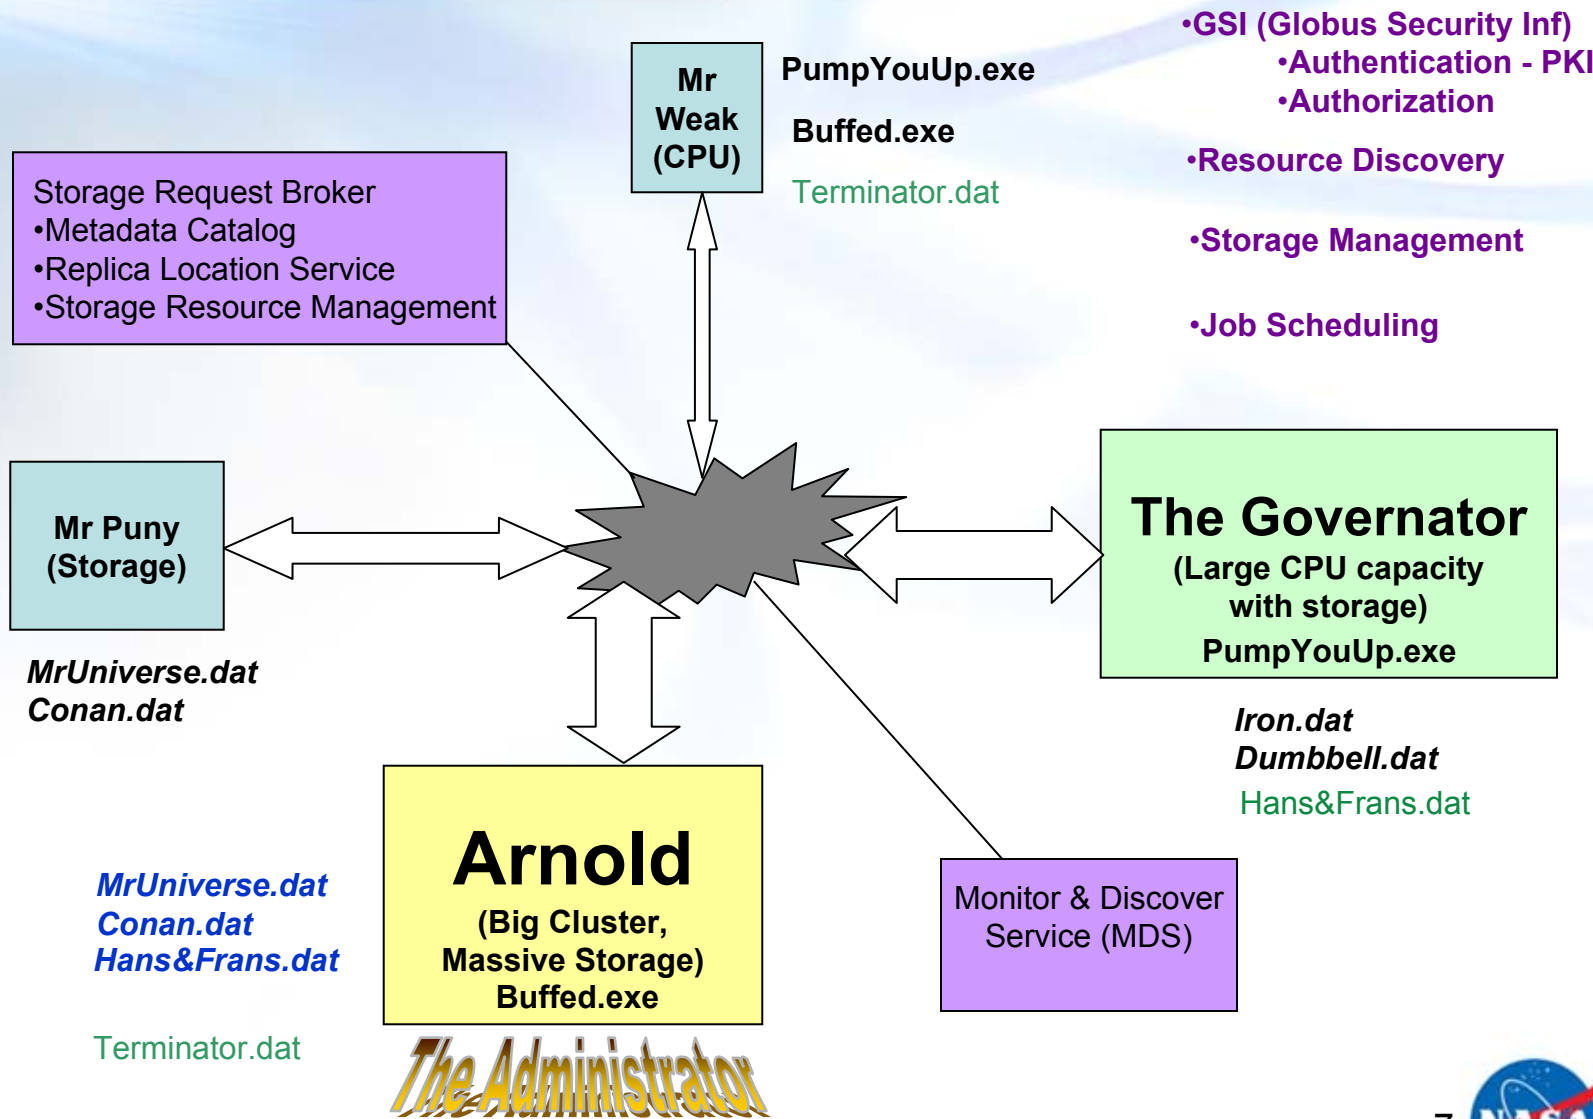 •GSI (Globus Security Inf)
•Authentication - PKI
•Authorization
•Resource Discovery
•Storage Management
•Job Scheduling
Mr
Weak
(CPU)
PumpYouUp.exe
Buffed.exe
Terminator.dat
Storage Request Broker
•Metadata Catalog
•Replica Location Service
•Storage Resource Management
Mr Puny
(Storage)
MrUniverse.dat
Conan.dat
The Governator
(Large CPU capacity
with storage)
PumpYouUp.exe
Iron.dat
Dumbbell.dat
Hans&Frans.dat
Arnold
(Big Cluster,
Massive Storage)
Buffed.exe
The Administrator
MrUniverse.dat
Conan.dat
Hans&Frans.dat
Terminator.dat
Monitor & Discover
Service (MDS)
7